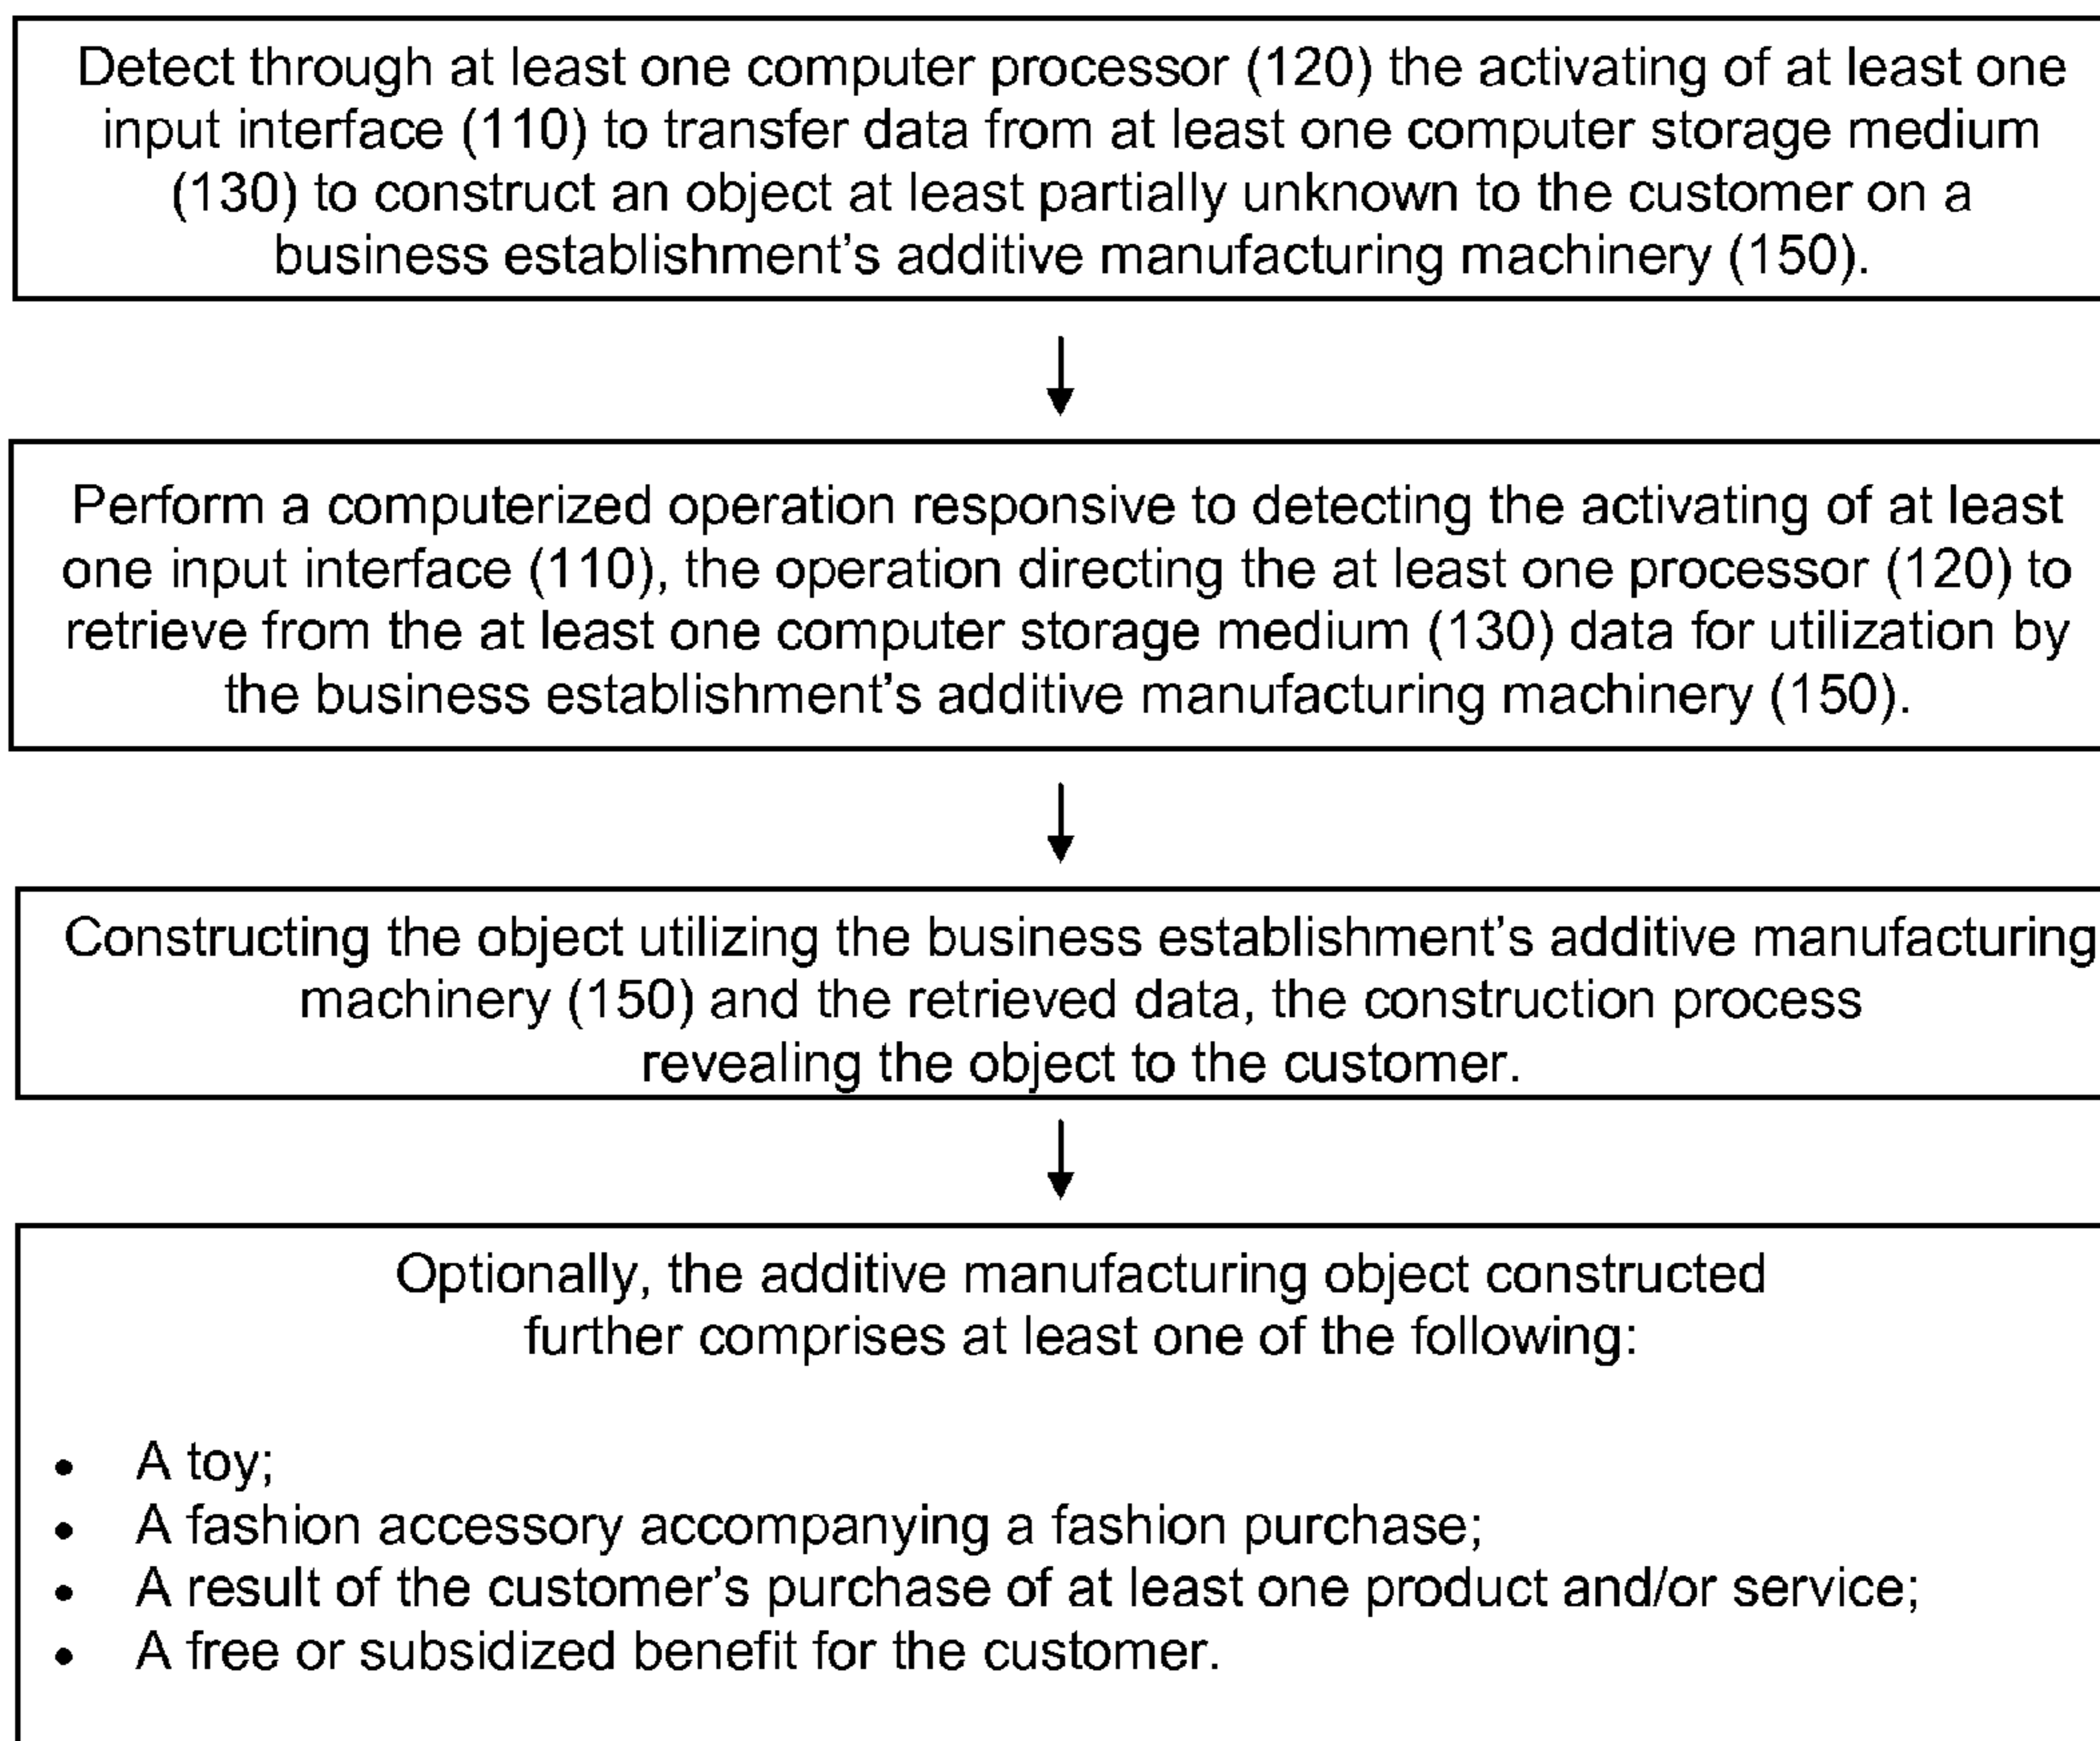 Detect through at least one computer processor (120) the activating of at least one
input interface (110) to transfer data from at least one computer storage medium
(130) to construct an object at least partially unknown to the customer on a
business establishment's additive manufacturing machinery (150).
Perform a computerized operation responsive to detecting the activating of at least
one input interface (110), the operation directing the at least one processor (120) to
retrieve from the at least one computer storage medium (130) data for utilization by
the business establishment's additive manufacturing machinery (150).
Constructing the object utilizing the business establishment's additive manufacturing
machinery (150) and the retrieved data, the construction process
revealing the object to the customer.
Optionally, the additive manufacturing object constructed
further comprises at least one of the following:
• A toy;
• A fashion accessory accompanying a fashion purchase;
• A result of the customer's purchase of at least one product and/or service;
• A free or subsidized benefit for the customer.